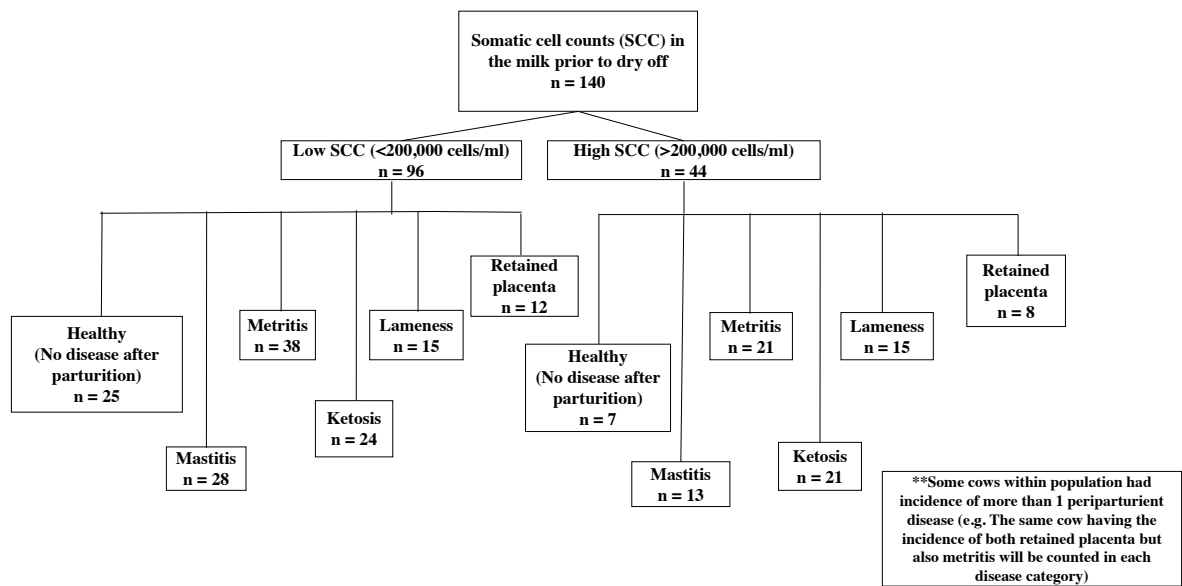 Somatic cell counts (SCC) in
the milk prior to dry off
n = 140
Low SCC (<200,000 cells/ml)
n = 96
High SCC (>200,000 cells/ml)
n = 44
Healthy
(No disease after
parturition)
n = 25
Mastitis
n = 28
Metritis
n = 38
Ketosis
n = 24
Lameness
n = 15
Retained
placenta
n = 12
Healthy
(No disease after
parturition)
n = 7
Mastitis
n = 13
Metritis
n = 21
Ketosis
n = 21
Lameness
n = 15
Retained
placenta
n = 8
**Some cows within population had
incidence of more than 1 periparturient
disease (e.g. The same cow having the
incidence of both retained placenta but
also metritis will be counted in each
disease category)